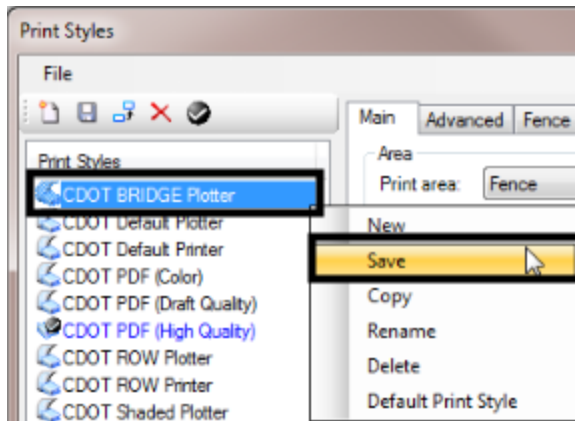 Print Styles
File
Main Advanced Fence
Print Styles
Area
Print area: Fence
CDOT BRIDGE Plotter
CDOT Default Plotter
CDOT Default Printer
CDOT PDF (Color)
CDOT PDF (Draft Quality)
CDOT PDF (High Quality)
CDOT ROW Plotter
CDOT ROW Printer
CDOT Shaded Plotter
New
Save
Copy
Rename
Delete
Default Print Style